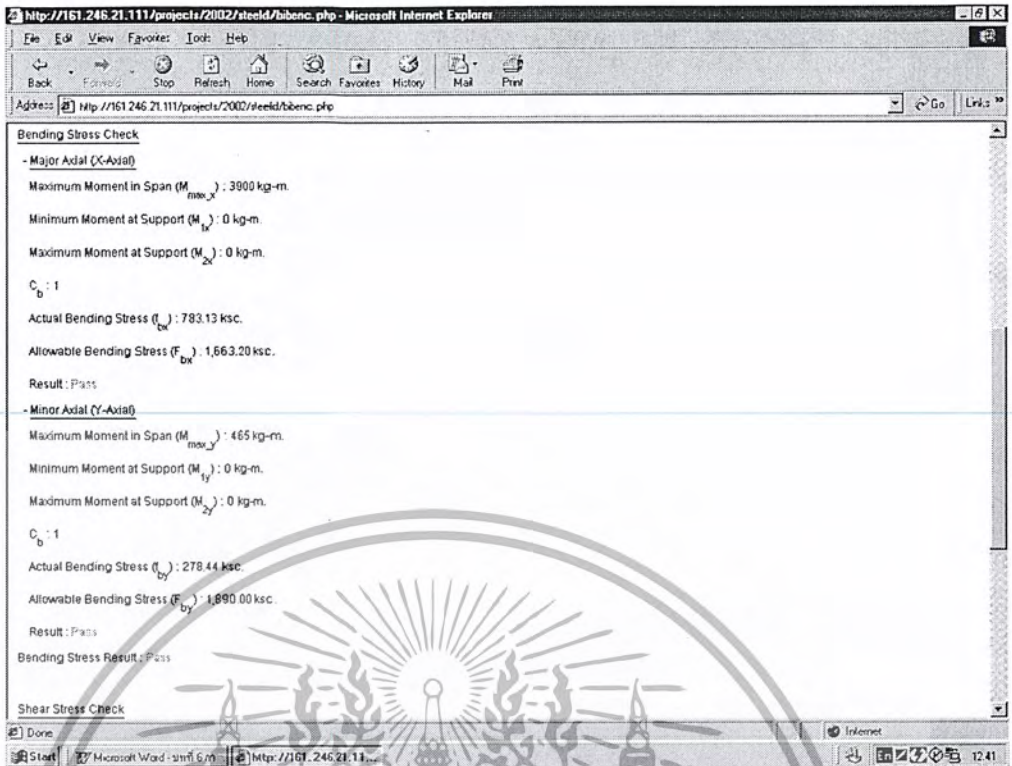 http://161.246.21.111/projects/2002/steeld/bibenc.php - Microsoft Internet Explorer
File Edit View Favorites Tools Help
Back Forward Stop Refresh Home Search Favorites History Mail Print
Address http://161.246.21.111/projects/2002/steeld/bibenc.php Go Links »
Bending Stress Check
- Major Axial (X-Axial)
Maximum Moment in Span (Mmax_x) : 3900 kg-m.
Minimum Moment at Support (M1x) : 0 kg-m.
Maximum Moment at Support (M2x) : 0 kg-m.
Cb : 1
Actual Bending Stress (fbx) : 783.13 ksc.
Allowable Bending Stress (Fbx) : 1,663.20 ksc.
Result : Pass
- Minor Axial (Y-Axial)
Maximum Moment in Span (Mmax_y) : 465 kg-m.
Minimum Moment at Support (M1y) : 0 kg-m.
Maximum Moment at Support (M2y) : 0 kg-m.
Cb : 1
Actual Bending Stress (fby) : 278.44 ksc.
Allowable Bending Stress (Fby) : 1,890.00 ksc.
Result : Pass
Bending Stress Result : Pass
Shear Stress Check
Done Internet
Start Microsoft Word - บทที่ 6.ก http://161.246.21.11... En 12:41